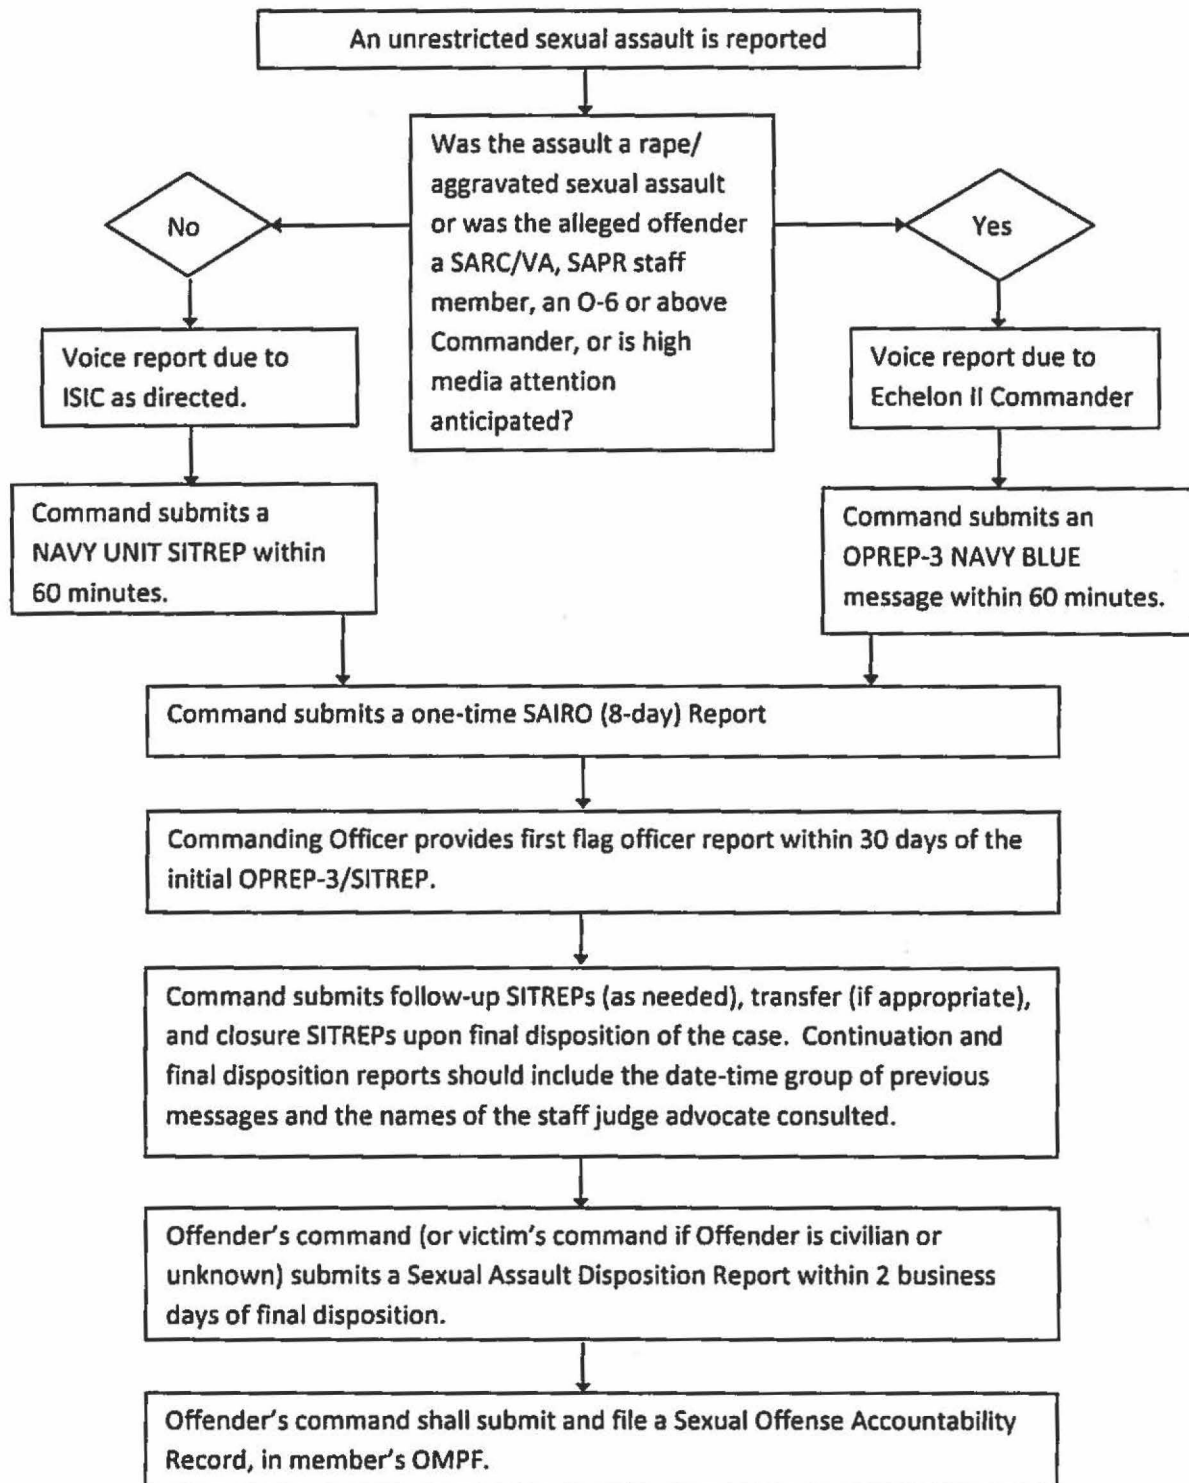 An unrestricted sexual assault is reported
Was the assault a rape/
aggravated sexual assault
or was the alleged offender
a SARC/VA, SAPR staff
member, an O-6 or above
Commander, or is high
media attention
anticipated?
No
Yes
Voice report due to
ISIC as directed.
Voice report due to
Echelon II Commander
Command submits a
NAVY UNIT SITREP within
60 minutes.
Command submits an
OPREP-3 NAVY BLUE
message within 60 minutes.
Command submits a one-time SAIRO (8-day) Report
Commanding Officer provides first flag officer report within 30 days of the
initial OPREP-3/SITREP.
Command submits follow-up SITREPs (as needed), transfer (if appropriate),
and closure SITREPs upon final disposition of the case.  Continuation and
final disposition reports should include the date-time group of previous
messages and the names of the staff judge advocate consulted.
Offender's command (or victim's command if Offender is civilian or
unknown) submits a Sexual Assault Disposition Report within 2 business
days of final disposition.
Offender's command shall submit and file a Sexual Offense Accountability
Record, in member's OMPF.